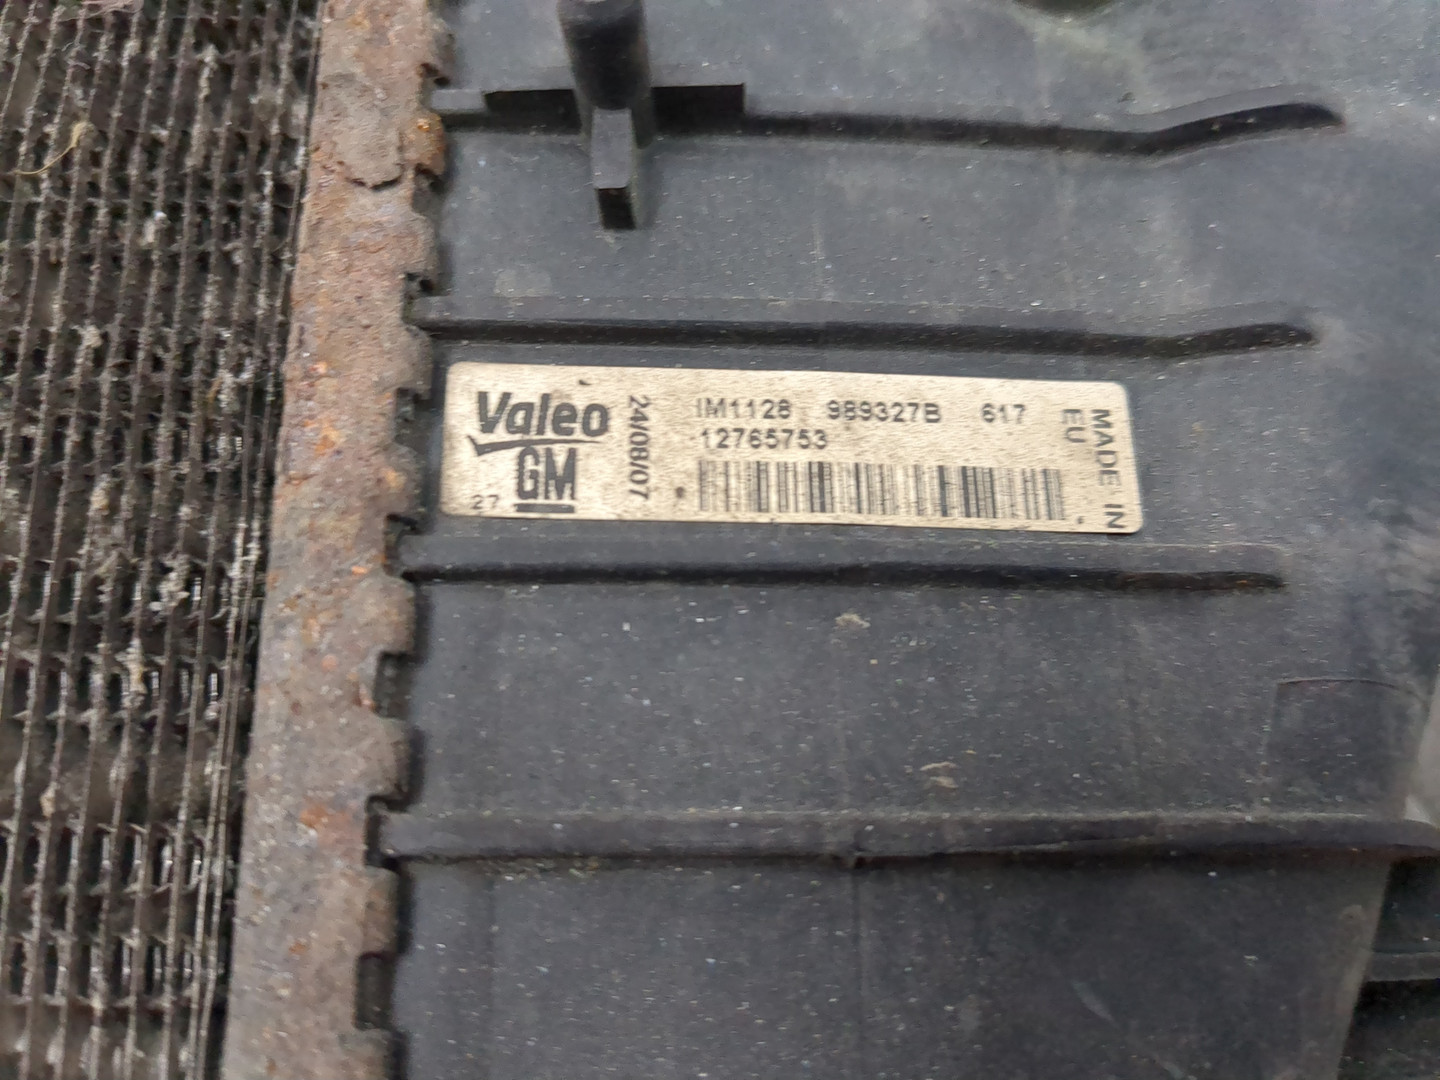 Valeo
GM
27
24/08/07
IM1128 989327B 617
12765753
MADE IN
EU